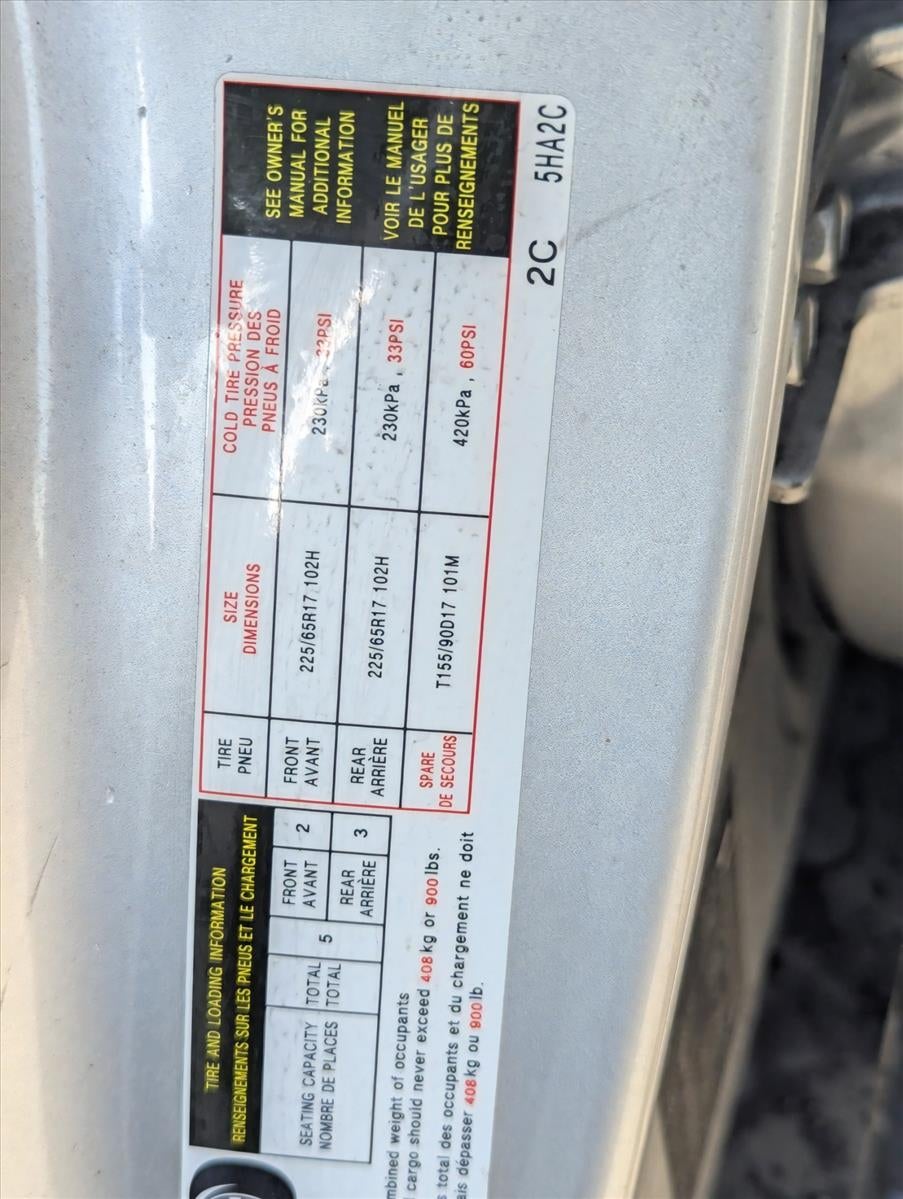 TIRE AND LOADING INFORMATION
RENSEIGNEMENTS SUR LES PNEUS ET LE CHARGEMENT
SEATING CAPACITY
NOMBRE DE PLACES
TOTAL
TOTAL
5
FRONT
AVANT
2
REAR
ARRIÈRE
3
weight of occupants
cargo should never exceed 408 kg or 900 lbs.
total des occupants et du chargement ne doit
dépasser 408 kg ou 900 lb.
TIRE
PNEU
SIZE
DIMENSIONS
COLD TIRE PRESSURE
PRESSION DES
PNEUS À FROID
FRONT
AVANT
225/65R17 102H
230kPa , 33PSI
REAR
ARRIÈRE
225/65R17 102H
230kPa , 33PSI
SPARE
DE SECOURS
T155/90D17 101M
420kPa , 60PSI
SEE OWNER'S
MANUAL FOR
ADDITIONAL
INFORMATION
VOIR LE MANUEL
DE L'USAGER
POUR PLUS DE
RENSEIGNEMENTS
2C 5HA2C